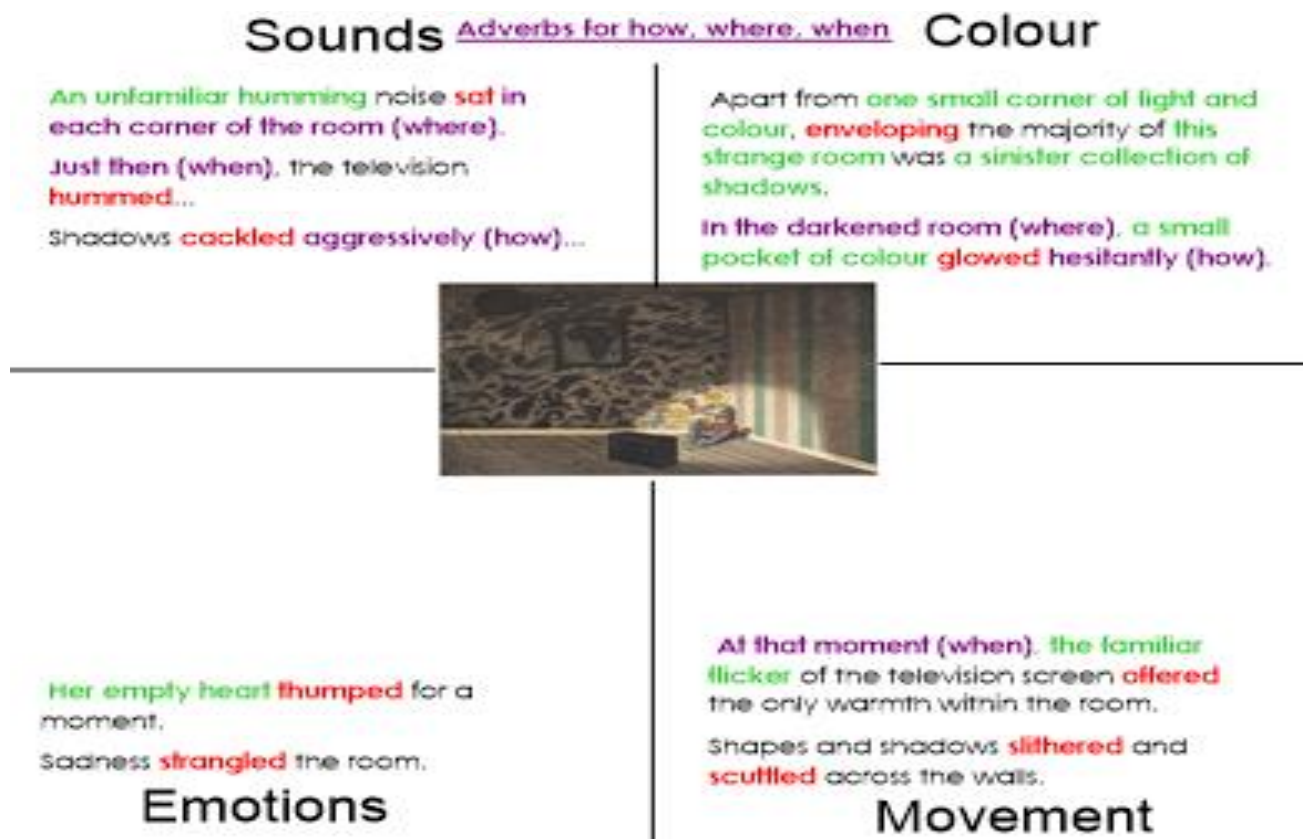 Sounds Adverbs for how, where, when Colour
An unfamiliar humming noise sat in
each corner of the room (where).
Just then (when), the television
hummed...
Shadows cackled aggressively (how)...
Apart from one small corner of light and
colour, enveloping the majority of this
strange room was a sinister collection of
shadows.
In the darkened room (where), a small
pocket of colour glowed hesitantly (how).
Her empty heart thumped for a
moment.
Sadness strangled the room.
Emotions
At that moment (when), the familiar
flicker of the television screen offered
the only warmth within the room.
Shapes and shadows slithered and
scuttled across the walls.
Movement